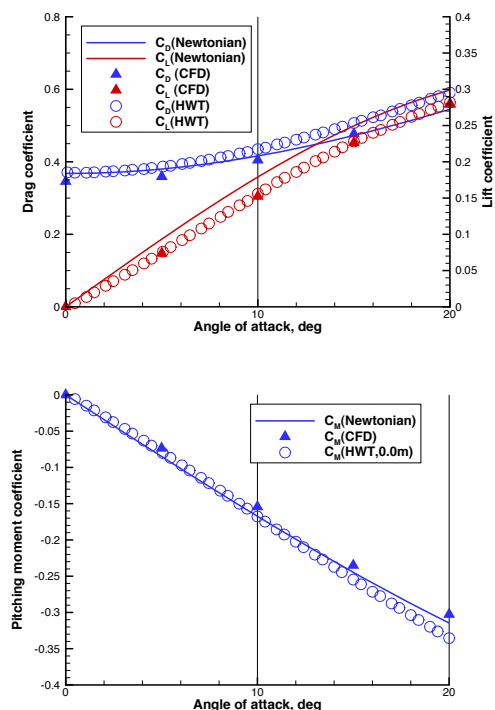 0.8
0.6
0.4
0.2
0
Drag coefficient
C_D(Newtonian)
C_L(Newtonian)
C_D (CFD)
C_L (CFD)
C_D(HWT)
C_L(HWT)
0.4
0.35
0.3
0.25
0.2
0.15
0.1
0.05
0
Lift coefficient
0 10 20
Angle of attack, deg
0
-0.05
-0.1
-0.15
-0.2
-0.25
-0.3
-0.35
-0.4
Pitching moment coefficient
C_M(Newtonian)
C_M(CFD)
C_M(HWT,0.0m)
0 10 20
Angle of attack, deg